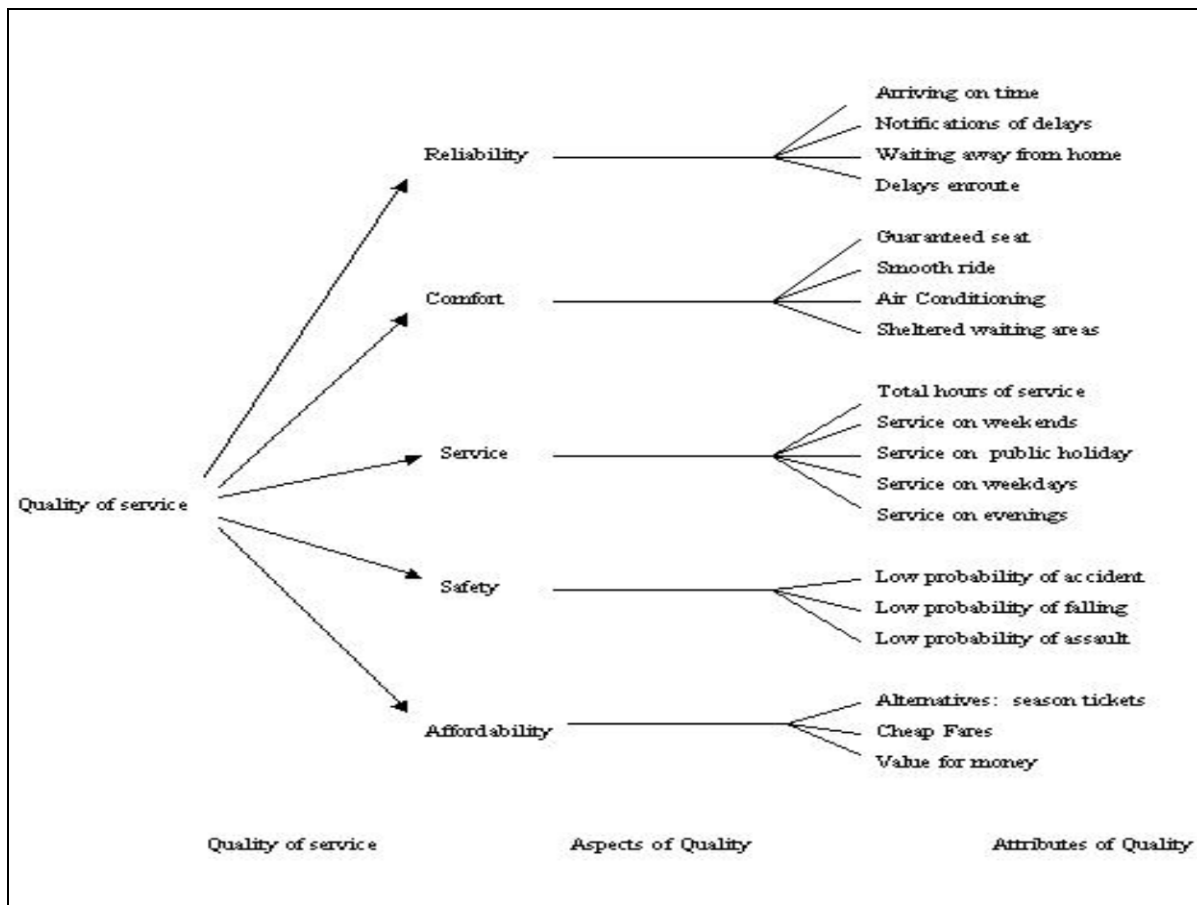 Arriving on time
Notifications of delays
Reliability
Waiting away from home
Delays enroute
Guaranteed seat
Smooth ride
Comfort
Air Conditioning
Sheltered waiting areas
Total hours of service
Service on weekends
Service
Service on public holiday
Service on weekdays
Quality of service
Service on evenings
Low probability of accident
Safety
Low probability of falling
Low probability of assault
Alternatives: season tickets
Affordability
Cheap Fares
Value for money
Quality of service
Aspects of Quality
Attributes of Quality